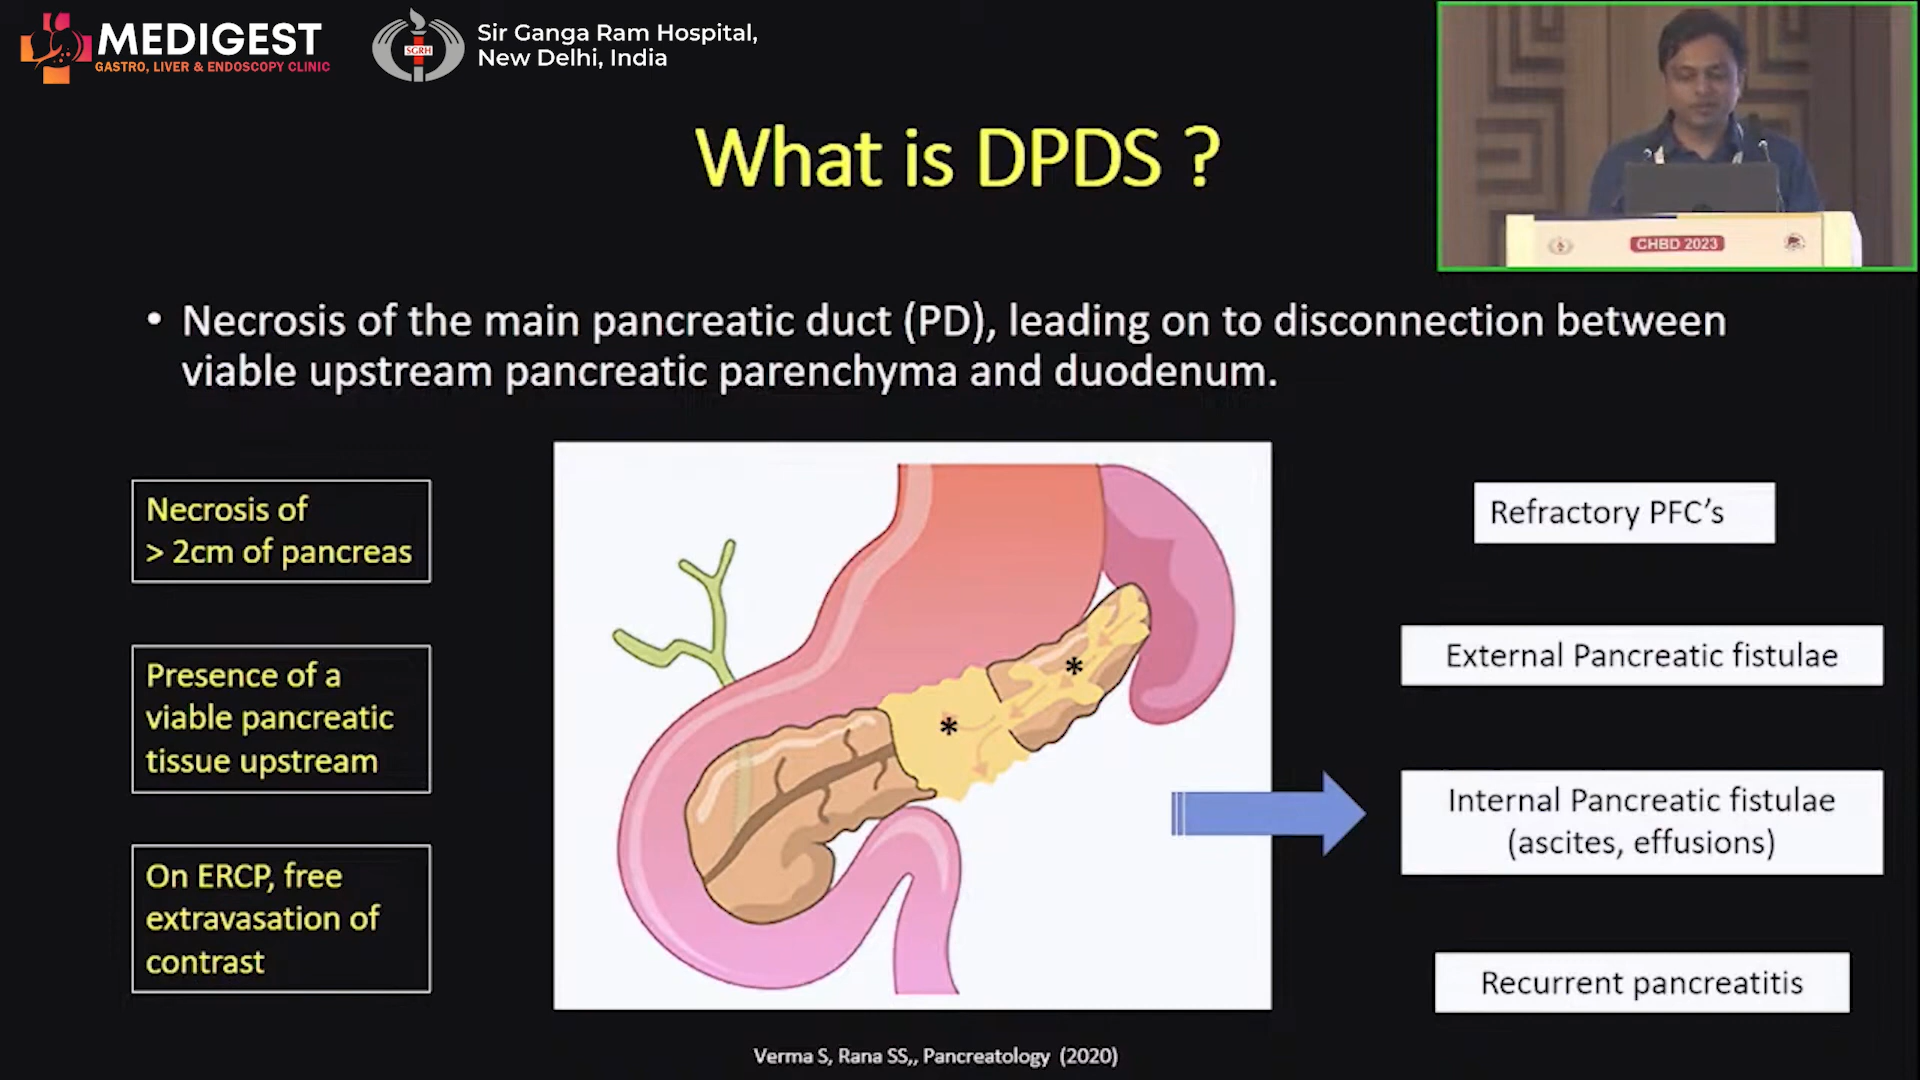 MEDIGEST
GASTRO, LIVER & ENDOSCOPY CLINIC
SGRH
Sir Ganga Ram Hospital,
New Delhi, India
CHBD 2023
What is DPDS ?
• Necrosis of the main pancreatic duct (PD), leading on to disconnection between
viable upstream pancreatic parenchyma and duodenum.
Necrosis of
> 2cm of pancreas
Presence of a
viable pancreatic
tissue upstream
On ERCP, free
extravasation of
contrast
*
*
Refractory PFC’s
External Pancreatic fistulae
Internal Pancreatic fistulae
(ascites, effusions)
Recurrent pancreatitis
Verma S, Rana SS,, Pancreatology (2020)